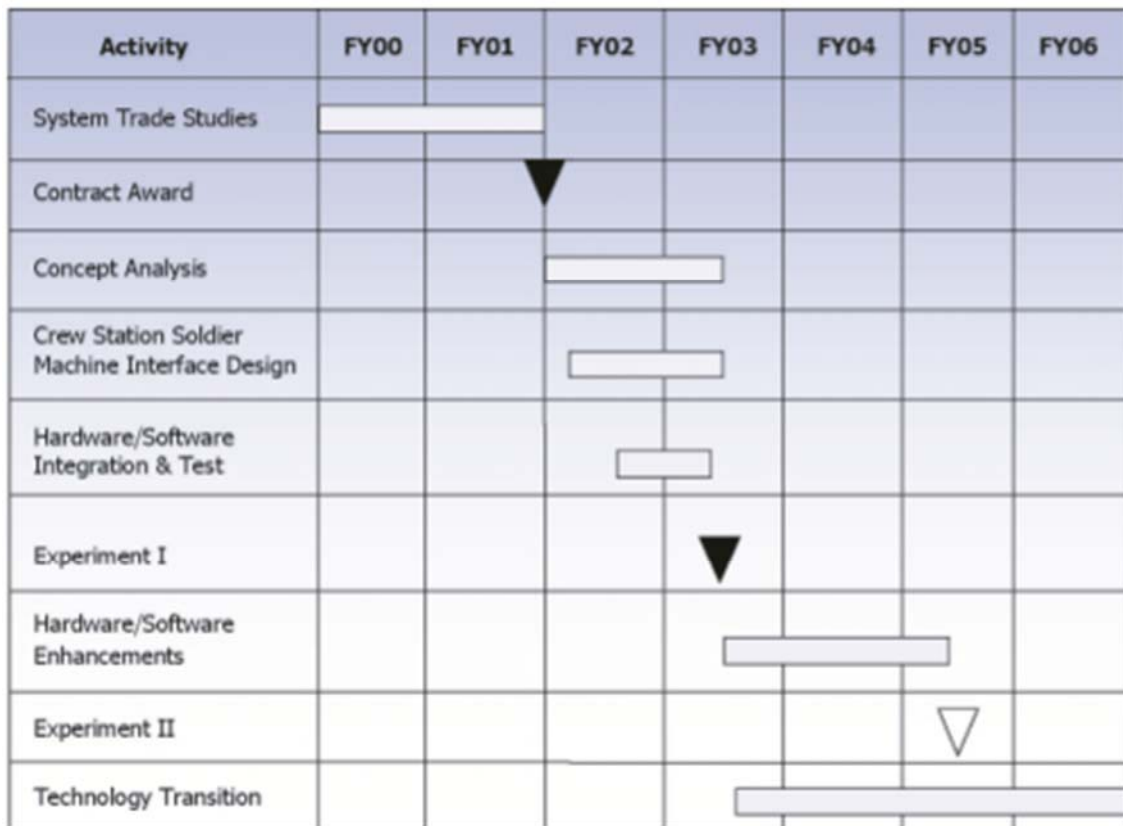 Activity FY00 FY01 FY02 FY03 FY04 FY05 FY06
System Trade Studies
Contract Award
Concept Analysis
Crew Station Soldier
Machine Interface Design
Hardware/Software
Integration & Test
Experiment I
Hardware/Software
Enhancements
Experiment II
Technology Transition